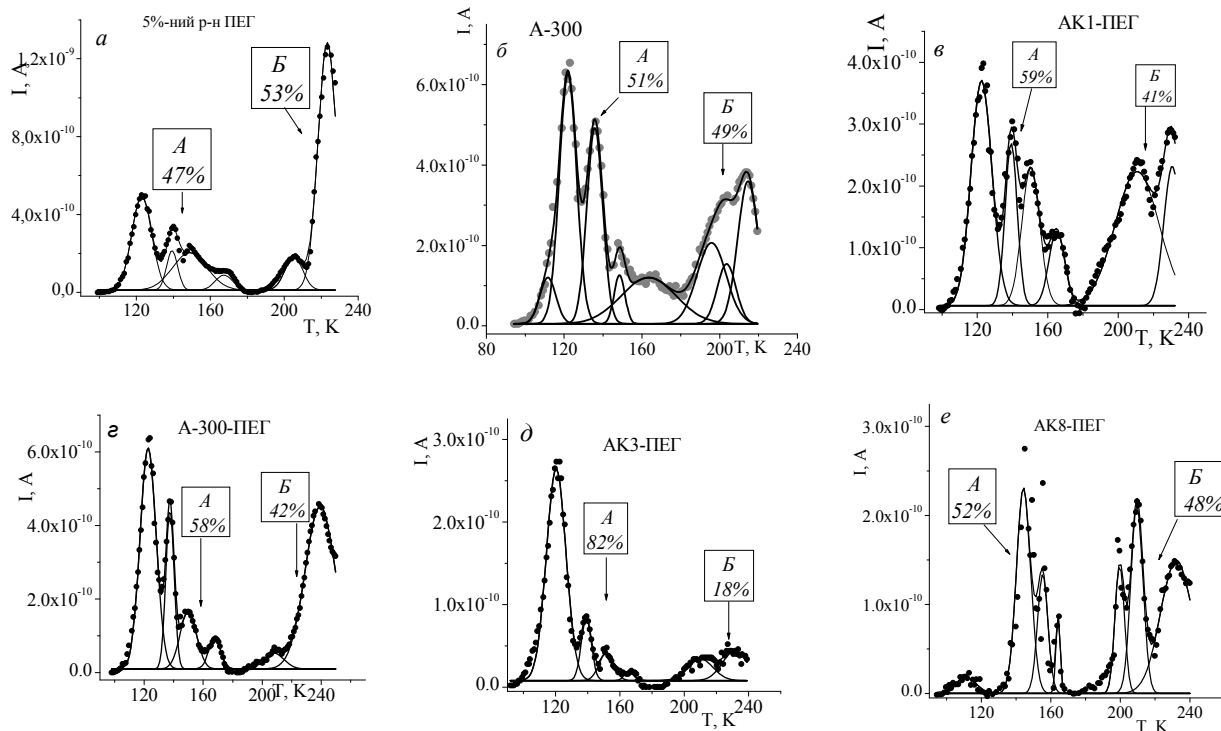 а
5%-ний р-н ПЕГ
I, A
1,2x10⁻⁹
8,0x10⁻¹⁰
4,0x10⁻¹⁰
0,0
120
160
200
240
T, K
А
47%
Б
53%
б
А-300
I, A
6.0x10⁻¹⁰
4.0x10⁻¹⁰
2.0x10⁻¹⁰
0.0
80
120
160
200
240
T, K
А
51%
Б
49%
в
АК1-ПЕГ
I, A
4.0x10⁻¹⁰
3.0x10⁻¹⁰
2.0x10⁻¹⁰
1.0x10⁻¹⁰
0.0
120
160
200
240
T, K
А
59%
Б
41%
г
А-300-ПЕГ
I, A
6.0x10⁻¹⁰
4.0x10⁻¹⁰
2.0x10⁻¹⁰
0.0
120
160
200
240
T, K
А
58%
Б
42%
д
АК3-ПЕГ
I, A
3.0x10⁻¹⁰
2.0x10⁻¹⁰
1.0x10⁻¹⁰
0.0
120
160
200
240
T, K
А
82%
Б
18%
е
АК8-ПЕГ
I, A
3.0x10⁻¹⁰
2.0x10⁻¹⁰
1.0x10⁻¹⁰
0.0
120
160
200
240
T, K
А
52%
Б
48%